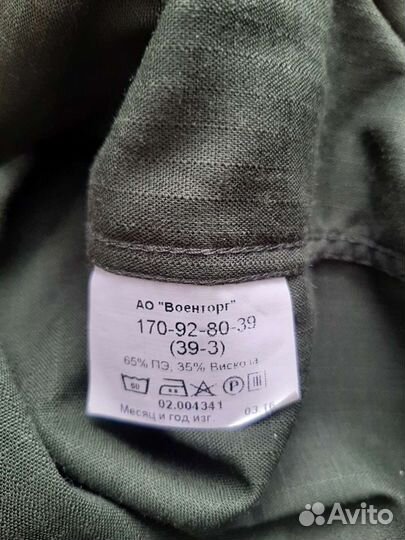 АО "Военторг"
170-92-80-39
(39-3)
65% ПЭ, 35% Вискоза
60 P
02.004341
Месяц и год изг. 03.16
Avito